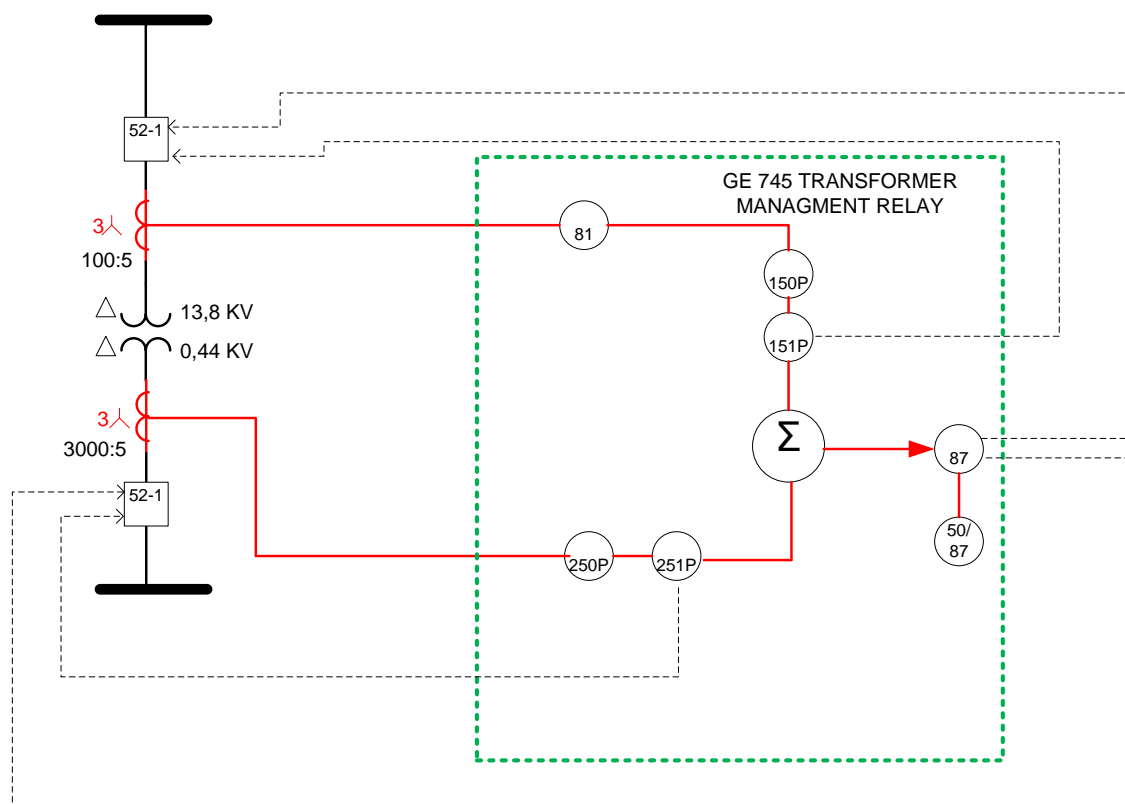 52-1
GE 745 TRANSFORMER
MANAGMENT RELAY
3
81
100:5
150P
13,8 KV
151P
0,44 KV
3
Σ
3000:5
87
52-1
50/
87
250P
251P